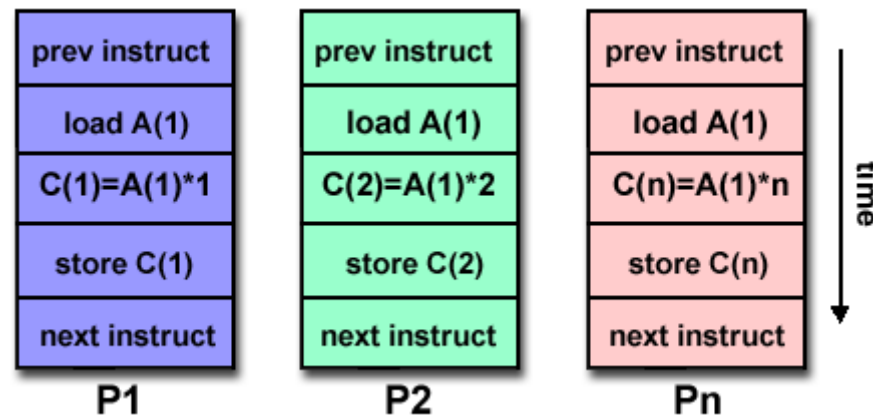 prev instruct
load A(1)
C(1)=A(1)*1
store C(1)
next instruct
P1
prev instruct
load A(1)
C(2)=A(1)*2
store C(2)
next instruct
P2
prev instruct
load A(1)
C(n)=A(1)*n
store C(n)
next instruct
Pn
time